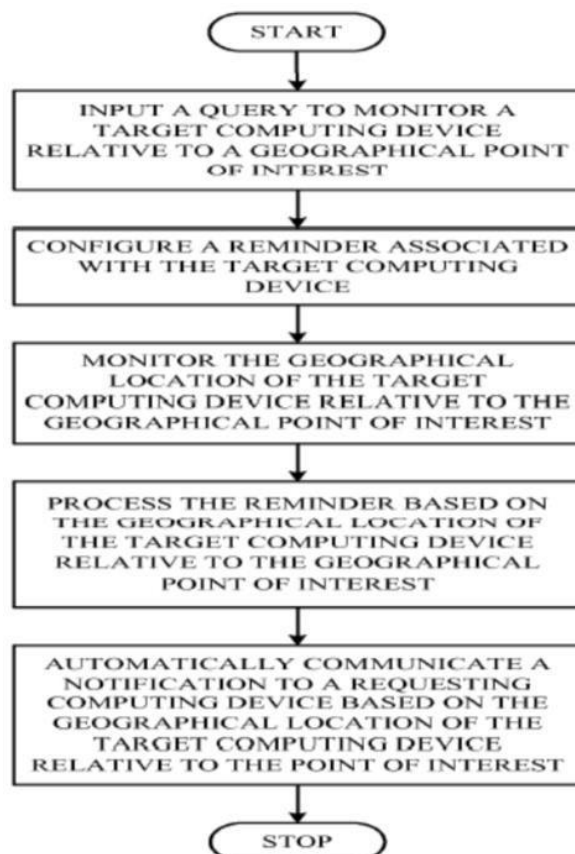 START
INPUT A QUERY TO MONITOR A
TARGET COMPUTING DEVICE
RELATIVE TO A GEOGRAPHICAL POINT
OF INTEREST
CONFIGURE A REMINDER ASSOCIATED
WITH THE TARGET COMPUTING
DEVICE
MONITOR THE GEOGRAPHICAL
LOCATION OF THE TARGET
COMPUTING DEVICE RELATIVE TO THE
GEOGRAPHICAL POINT OF INTEREST
PROCESS THE REMINDER BASED ON
THE GEOGRAPHICAL LOCATION OF
THE TARGET COMPUTING DEVICE
RELATIVE TO THE GEOGRAPHICAL
POINT OF INTEREST
AUTOMATICALLY COMMUNICATE A
NOTIFICATION TO A REQUESTING
COMPUTING DEVICE BASED ON THE
GEOGRAPHICAL LOCATION OF THE
TARGET COMPUTING DEVICE
RELATIVE TO THE POINT OF INTEREST
STOP